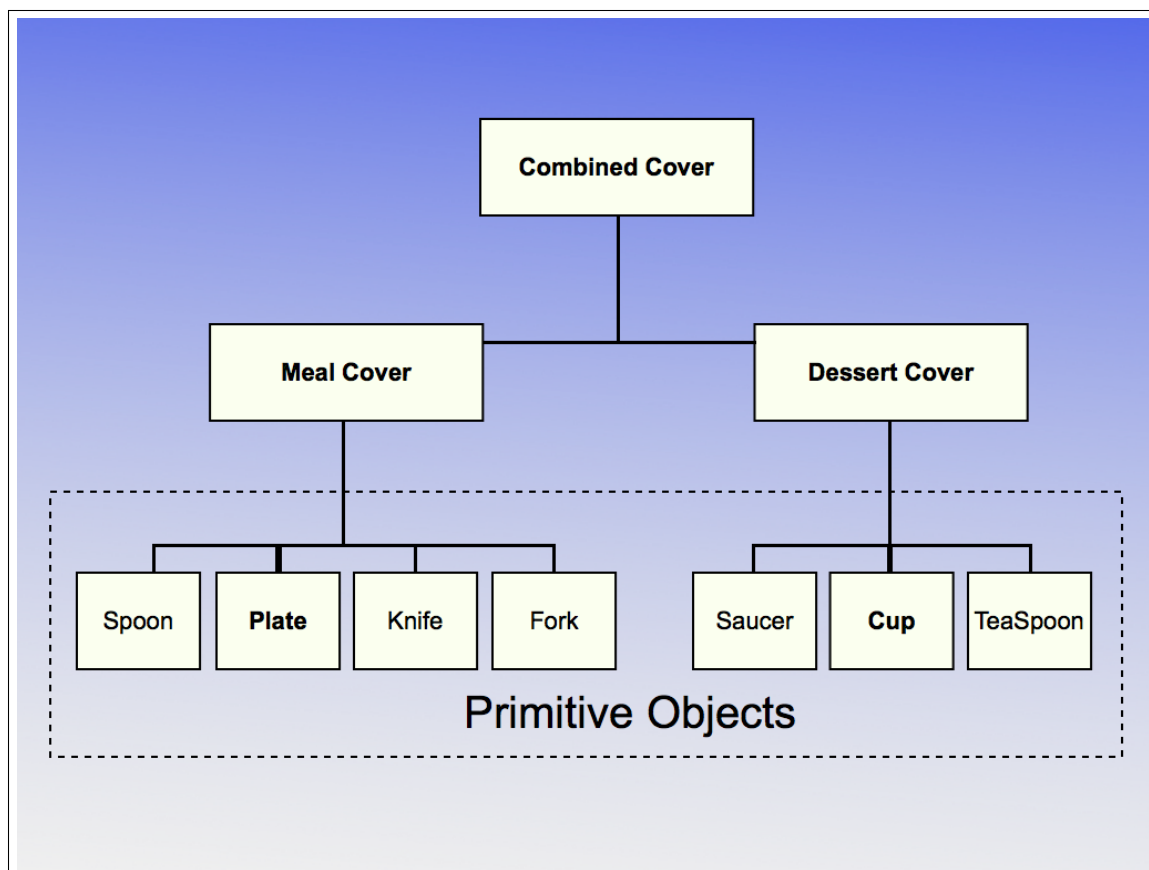 Combined Cover
Meal Cover
Dessert Cover
Spoon
Plate
Knife
Fork
Saucer
Cup
TeaSpoon
Primitive Objects